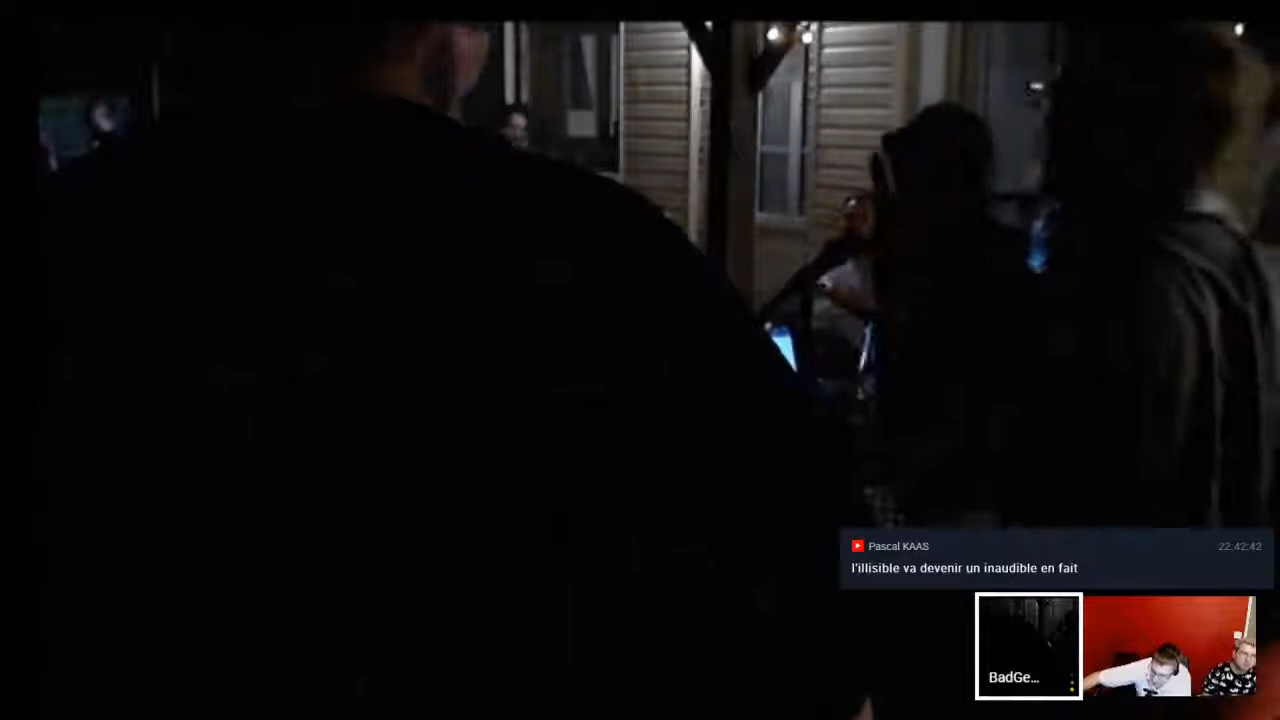 Pascal KAAS 22:42:42
l'illisible va devenir un inaudible en fait
BadGe...